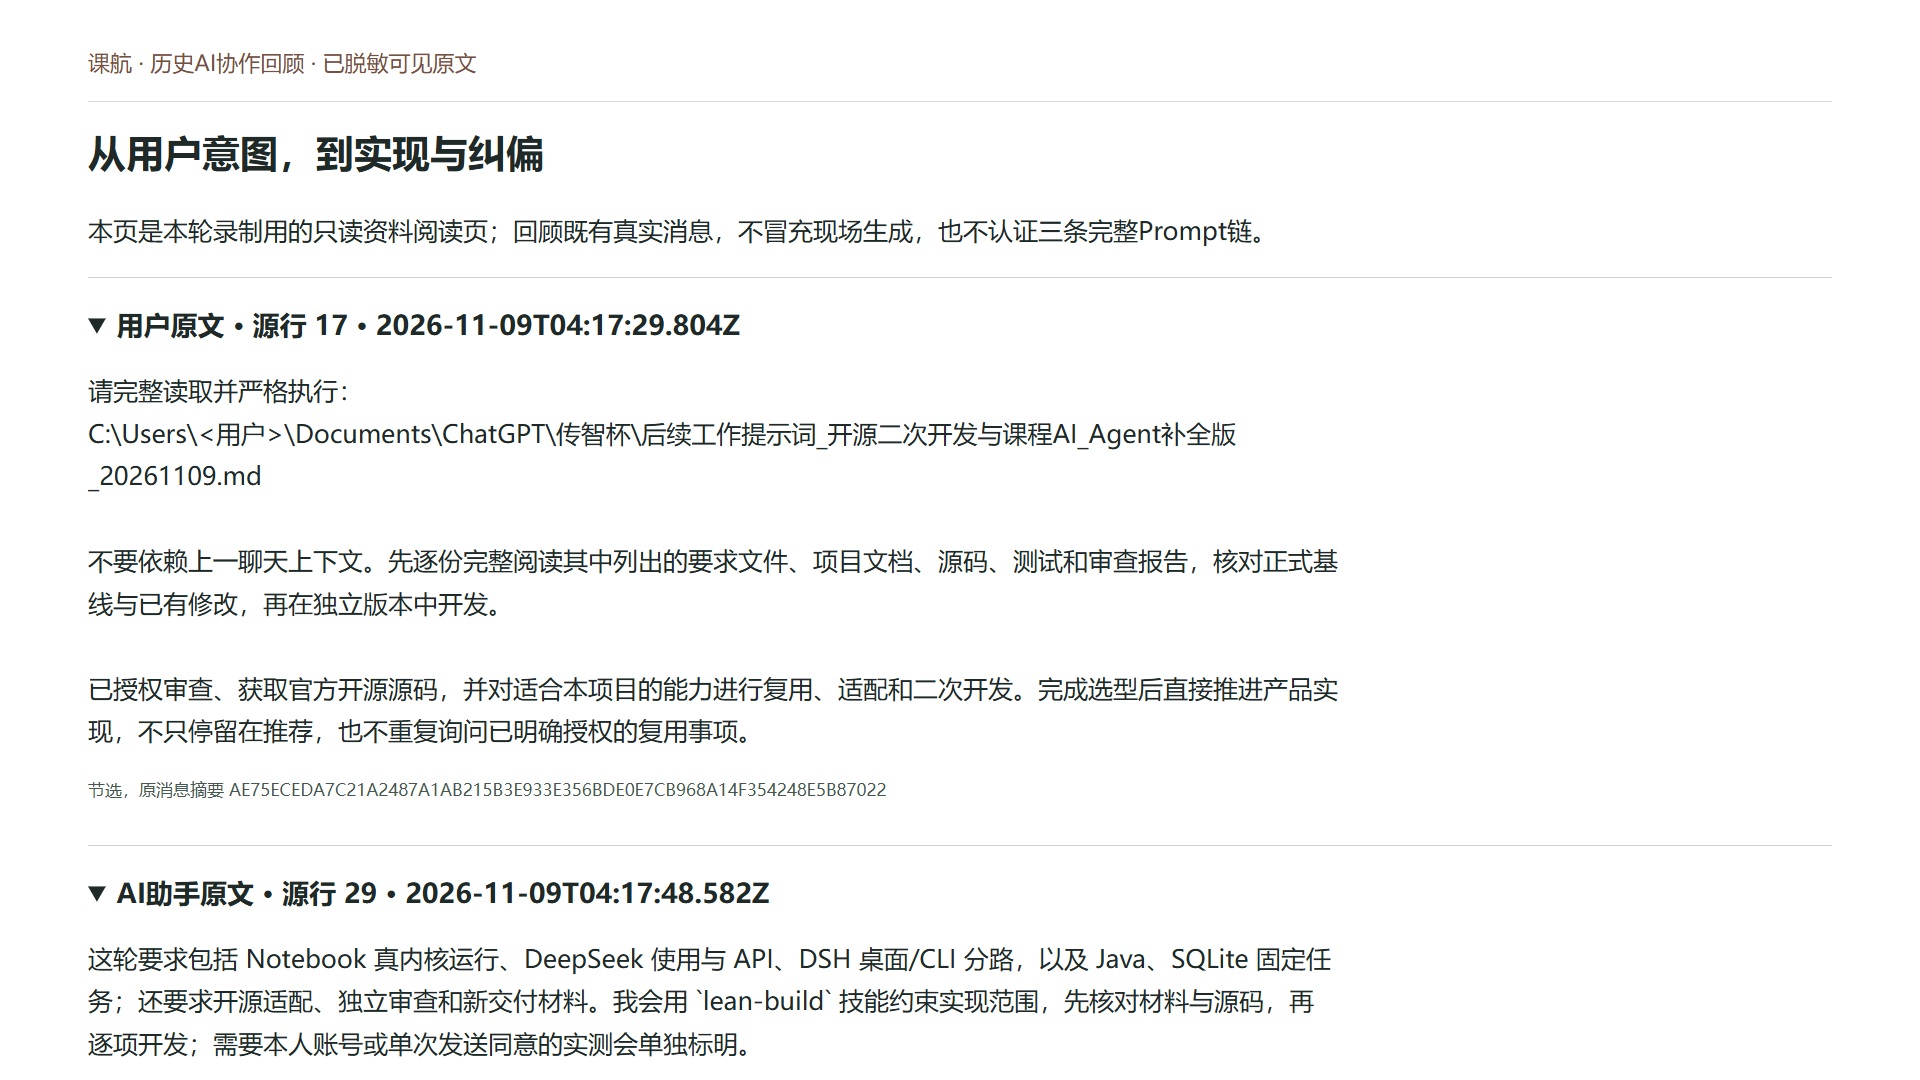 课航 · 历史AI协作回顾 · 已脱敏可见原文
从用户意图，到实现与纠偏
本页是本轮录制用的只读资料阅读页；回顾既有真实消息，不冒充现场生成，也不认证三条完整Prompt链。
▼ 用户原文 • 源行 17 • 2026-11-09T04:17:29.804Z
请完整读取并严格执行：
C:\Users\<用户>\Documents\ChatGPT\传智杯\后续工作提示词_开源二次开发与课程AI_Agent补全版
_20261109.md
不要依赖上一聊天上下文。先逐份完整阅读其中列出的要求文件、项目文档、源码、测试和审查报告，核对正式基
线与已有修改，再在独立版本中开发。
已授权审查、获取官方开源源码，并对适合本项目的能力进行复用、适配和二次开发。完成选型后直接推进产品实
现，不只停留在推荐，也不重复询问已明确授权的复用事项。
节选，原消息摘要 AE75ECEDA7C21A2487A1AB215B3E933E356BDE0E7CB968A14F354248E5B87022
▼ AI助手原文 • 源行 29 • 2026-11-09T04:17:48.582Z
这轮要求包括 Notebook 真内核运行、DeepSeek 使用与 API、DSH 桌面/CLI 分路，以及 Java、SQLite 固定任
务；还要求开源适配、独立审查和新交付材料。我会用 `lean-build` 技能约束实现范围，先核对材料与源码，再
逐项开发；需要本人账号或单次发送同意的实测会单独标明。